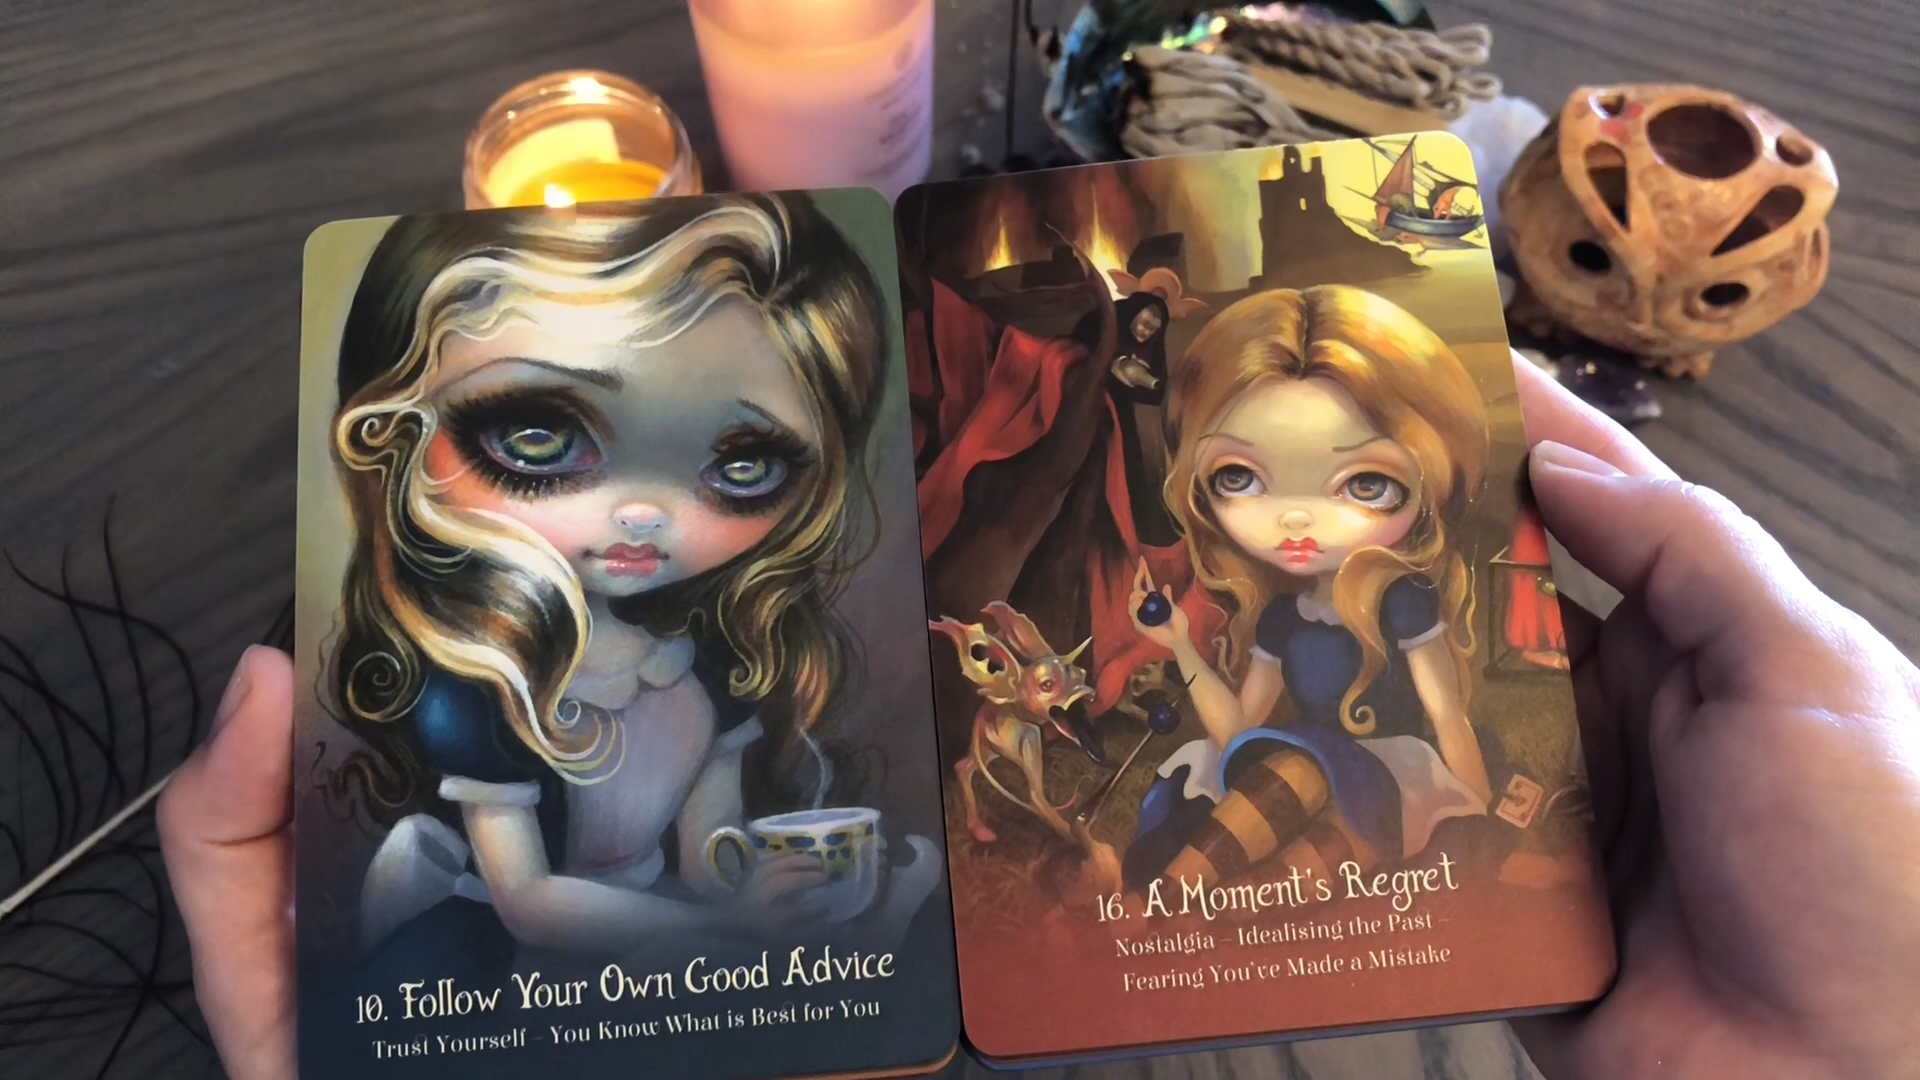 10. Follow Your Own Good Advice
Trust Yourself – You Know What is Best for You
16. A Moment's Regret
Nostalgia – Idealising the Past –
Fearing You've Made a Mistake